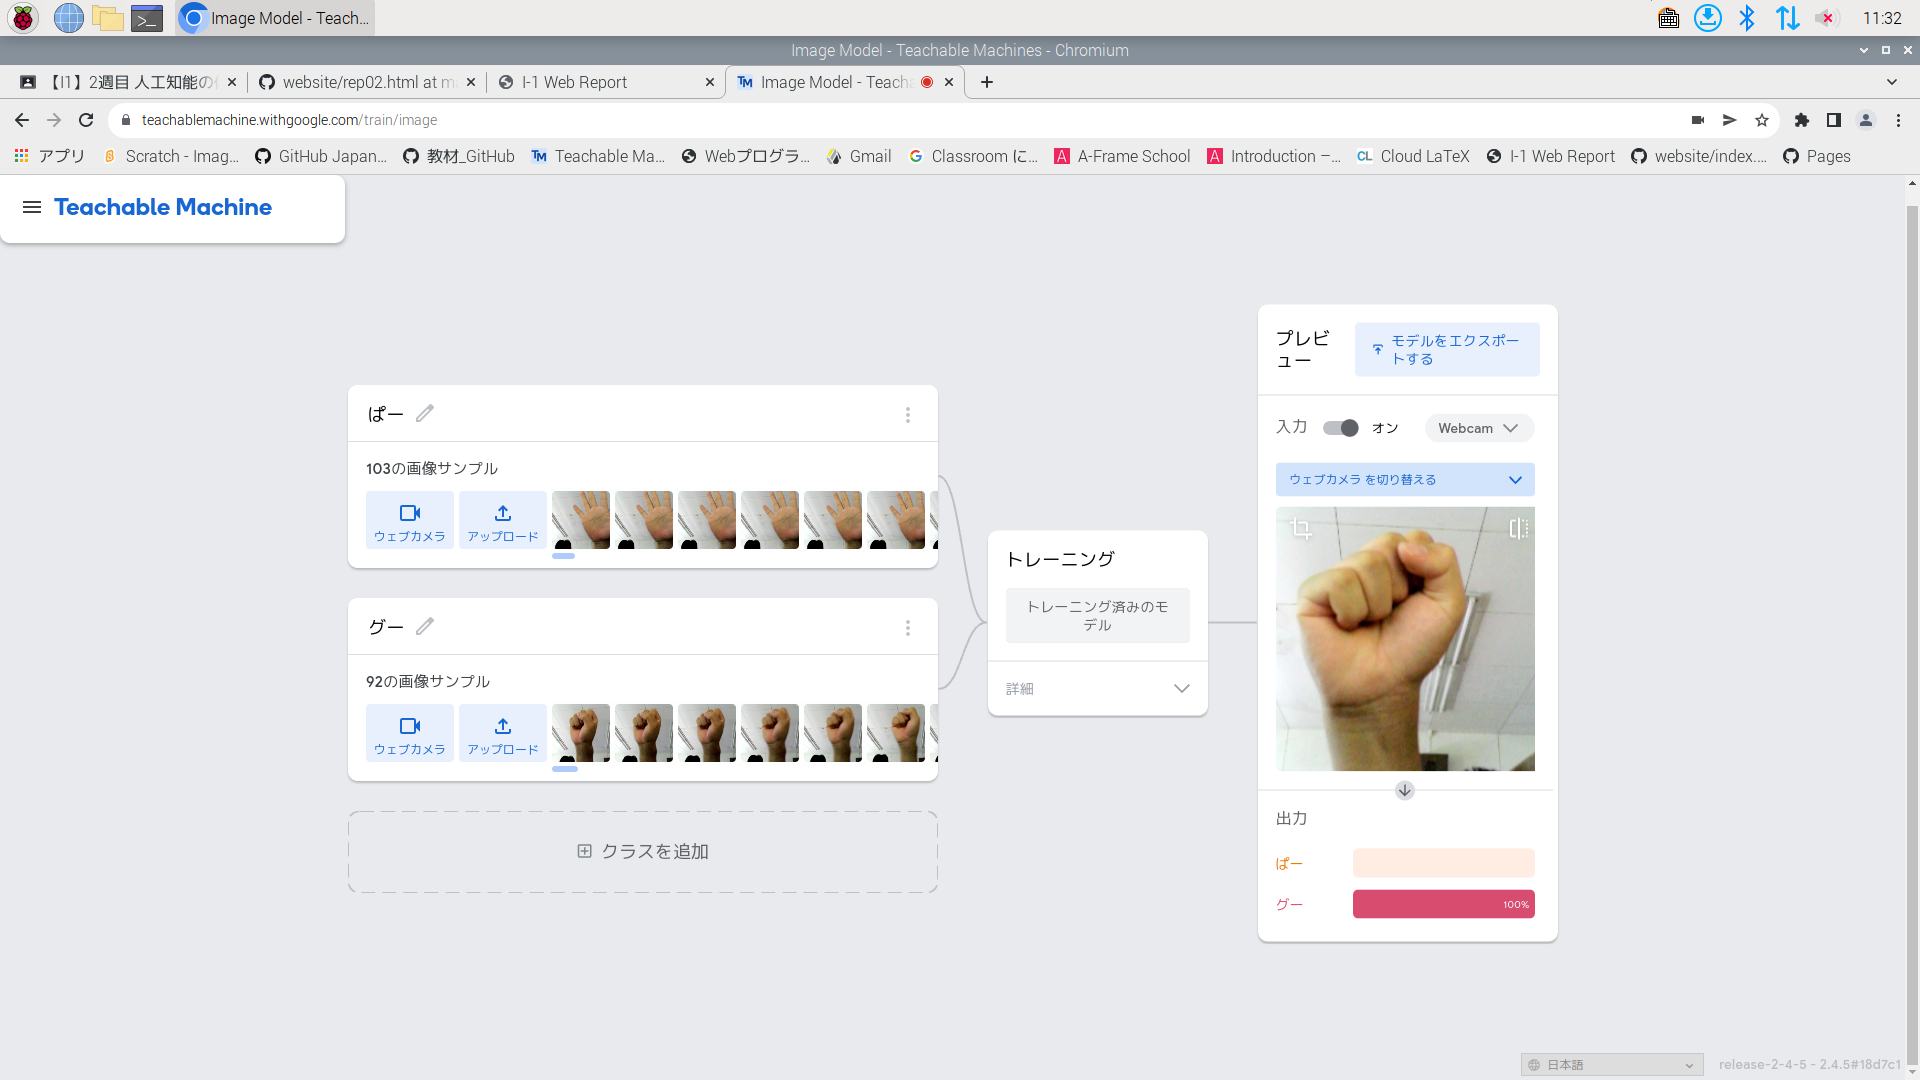 Image Model - Teach...
11:32
Image Model - Teachable Machines - Chromium
【I1】2週目 人工知能の
website/rep02.html at m
I-1 Web Report
Image Model - Teach
teachablemachine.withgoogle.com/train/image
アプリ
Scratch - Imag...
GitHub Japan...
教材_GitHub
Teachable Ma...
Webプログラ...
Gmail
Classroom に...
A-Frame School
Introduction –...
Cloud LaTeX
I-1 Web Report
website/index....
Pages
Teachable Machine
プレビ
ュー
モデルをエクスポー
トする
ぱー
入力
オン
Webcam
103の画像サンプル
ウェブカメラ を切り替える
ウェブカメラ
アップロード
トレーニング
トレーニング済みのモ
デル
グー
92の画像サンプル
詳細
ウェブカメラ
アップロード
出力
クラスを追加
ぱー
グー
100%
日本語
release-2-4-5 - 2.4.5#18d7c1